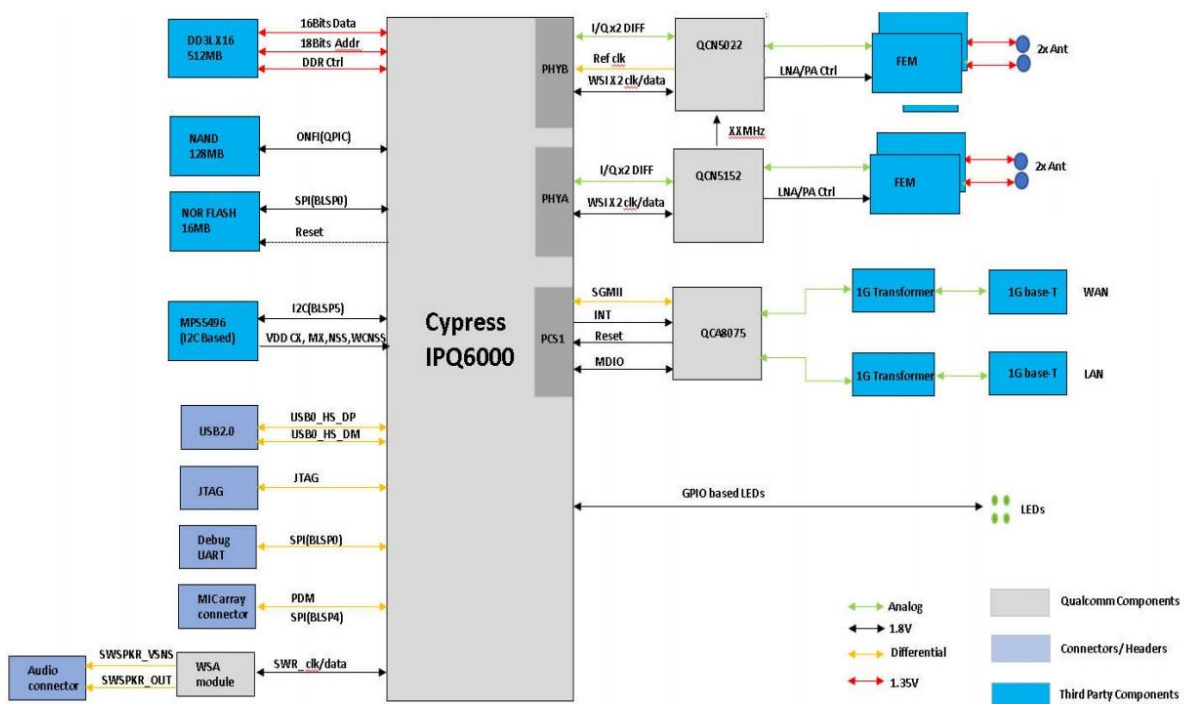 DD3LX16
512MB
16Bits Data
18Bits Addr
DDR Ctrl
NAND
128MB
ONFI(QPIC)
NOR FLASH
16MB
SPI(BLSP0)
Reset
MPS5496
(I2C Based)
I2C(BLSP5)
VDD CX, MX,NSS,WCNSS
USB2.0
USB0_HS_DP
USB0_HS_DM
JTAG
JTAG
Debug
UART
SPI(BLSP0)
MIC array
connector
PDM
SPI(BLSP4)
Audio
connector
SWSPKR_VSNS
SWSPKR_OUT
WSA
module
SWR_clk/data
Cypress
IPQ6000
PHYB
I/Qx2 DIFF
Ref clk
WSI X2 clk/data
QCN5022
LNA/PA Ctrl
FEM
2x Ant
XXMHz
PHYA
I/Qx2 DIFF
WSI X2 clk/data
QCN5152
LNA/PA Ctrl
FEM
2x Ant
PCS1
SGMII
INT
Reset
MDIO
QCA8075
1G Transformer
1G base-T
WAN
1G Transformer
1G base-T
LAN
GPIO based LEDs
LEDs
Analog
1.8V
Differential
1.35V
Qualcomm Components
Connectors/ Headers
Third Party Components